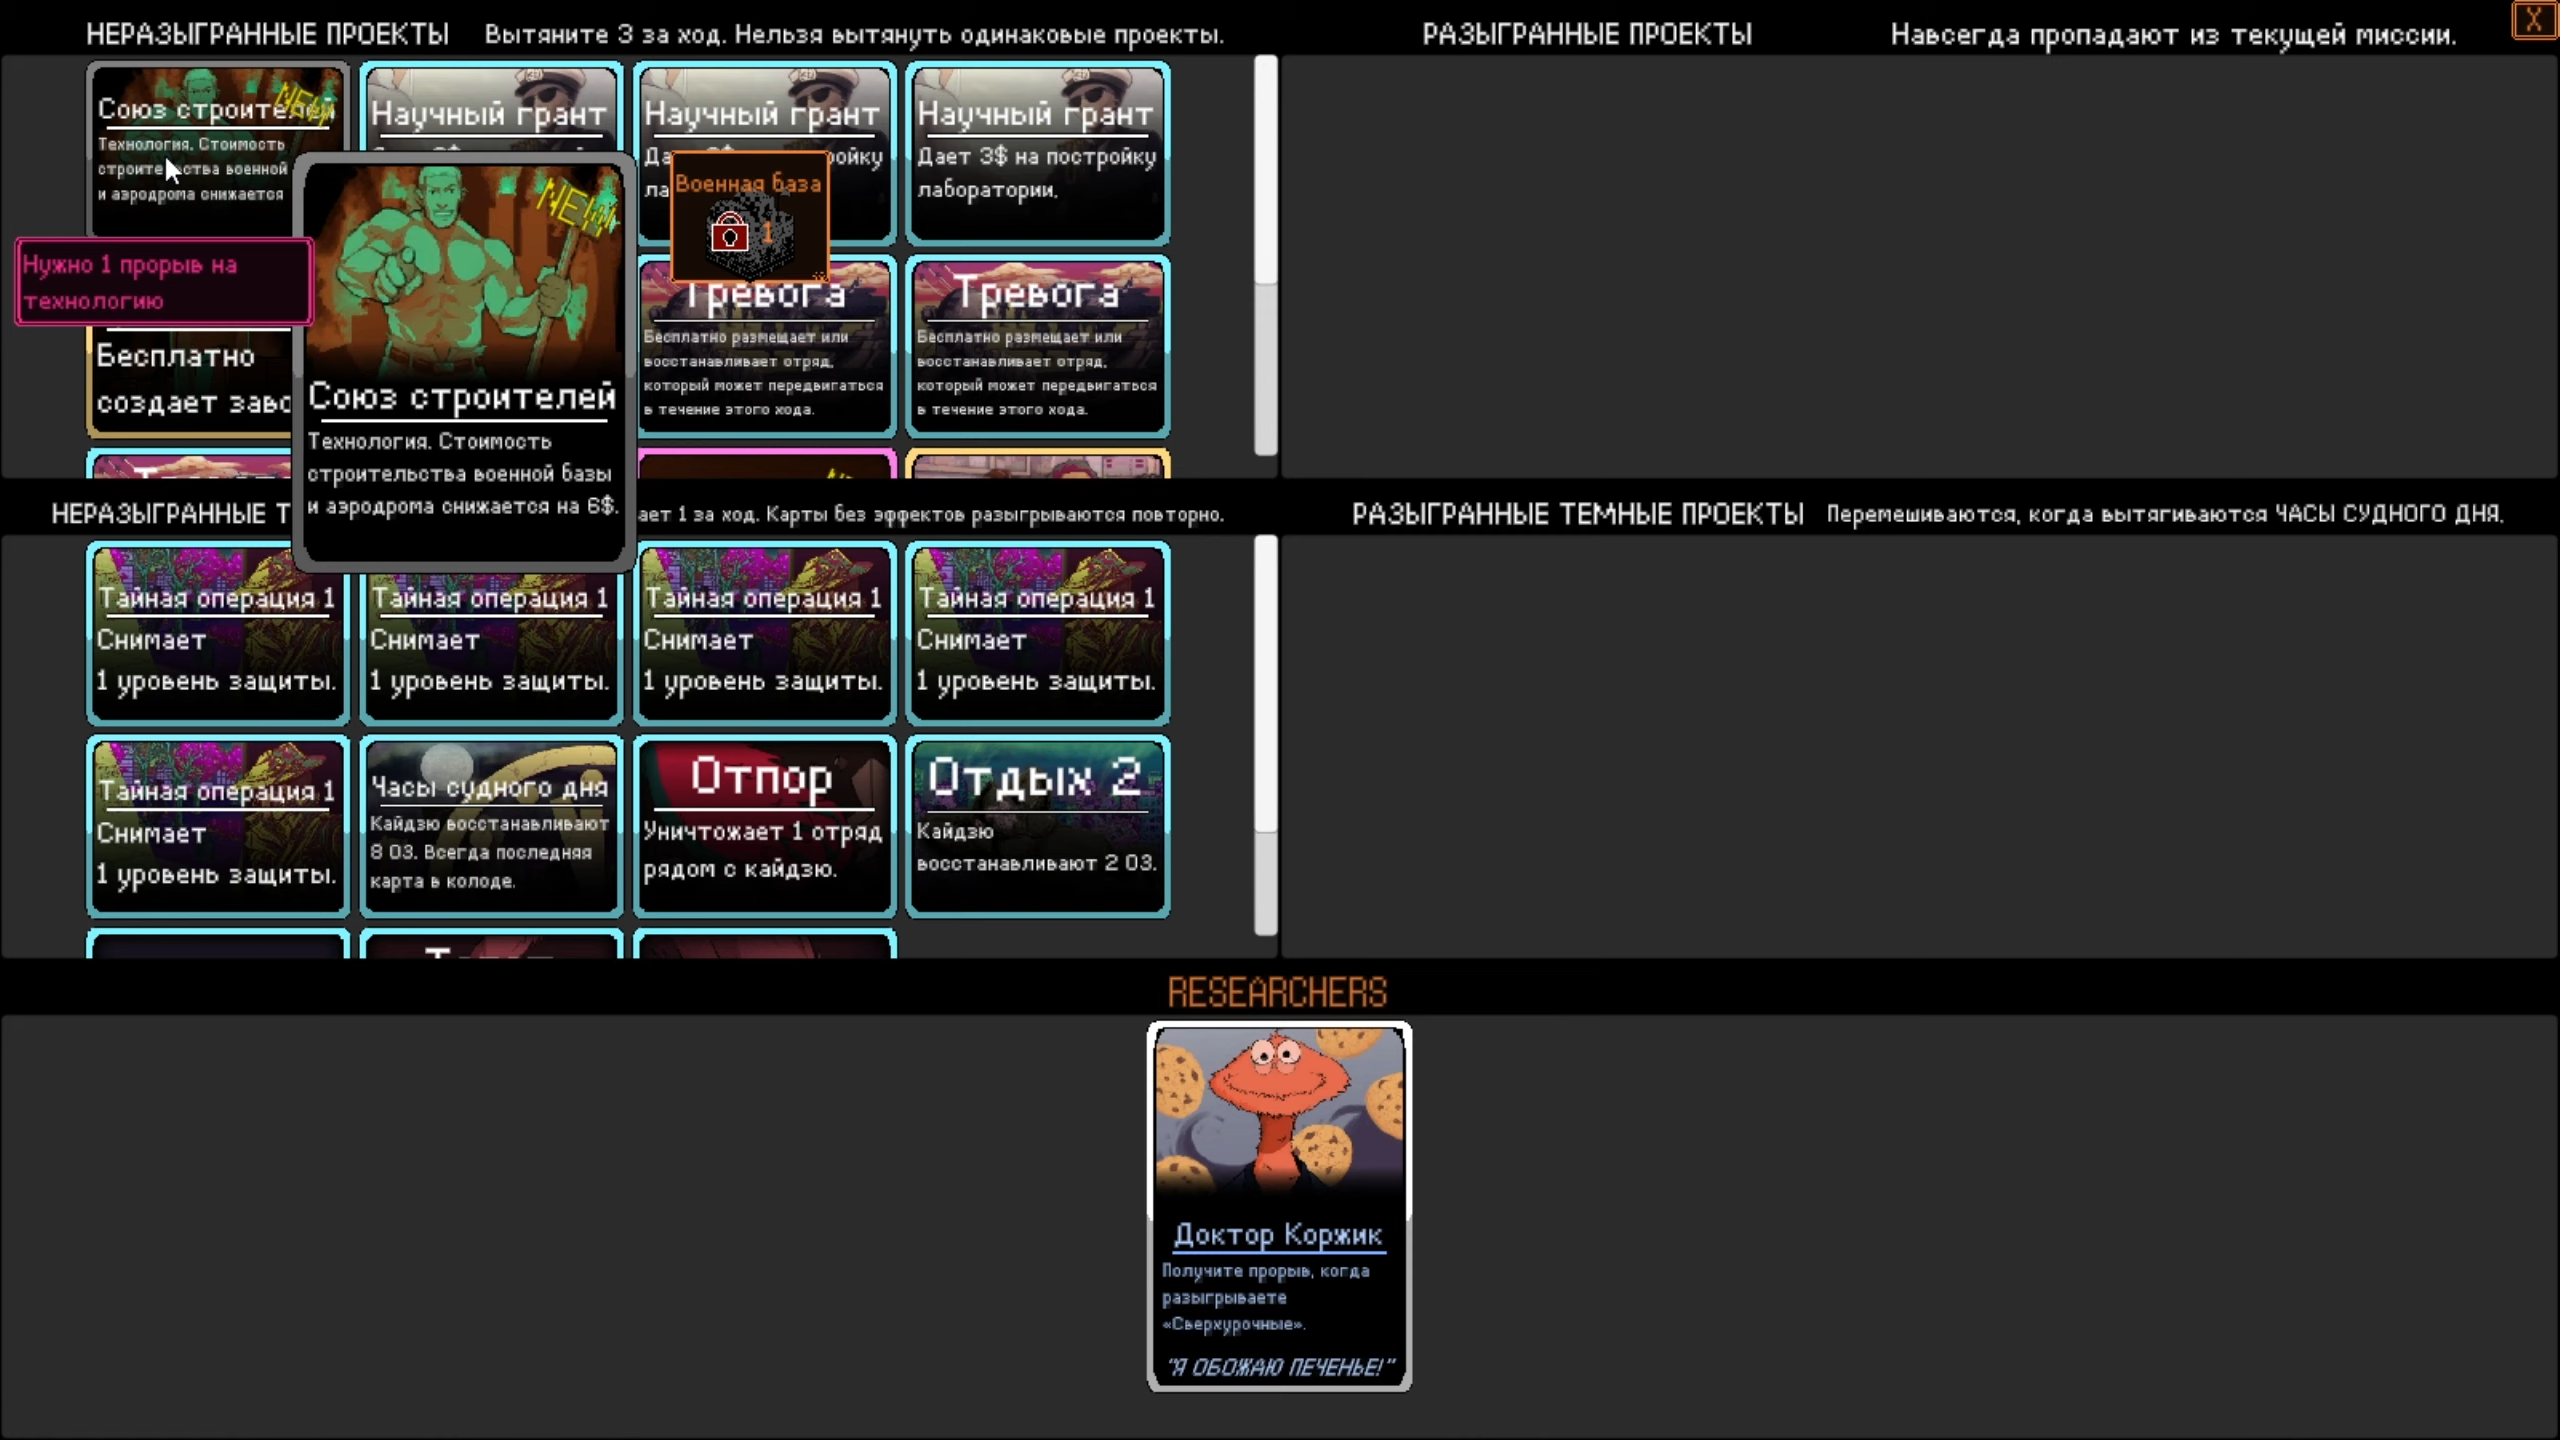 НЕРАЗЫГРАННЫЕ ПРОЕКТЫ Вытяните 3 за ход. Нельзя вытянуть одинаковые проекты.
РАЗЫГРАННЫЕ ПРОЕКТЫ Навсегда пропадают из текущей миссии.
X
Союз строителей
NEW
Технология. Стоимость
строительства военной
и аэродрома снижается
Научный грант
Научный грант
Научный грант
Дает 3$ на постройку
лаборатории.
Военная база
1
Нужно 1 прорыв на
технологию
NEW
Союз строителей
Технология. Стоимость
строительства военной базы
и аэродрома снижается на 6$.
Бесплатно
создает
Тревога
Бесплатно размещает или
восстанавливает отряд,
который может передвигаться
в течение этого хода.
Тревога
Бесплатно размещает или
восстанавливает отряд,
который может передвигаться
в течение этого хода.
НЕРАЗЫГРАННЫЕ
1 за ход. Карты без эффектов разыгрываются повторно.
РАЗЫГРАННЫЕ ТЕМНЫЕ ПРОЕКТЫ Перемешиваются, когда вытягиваются ЧАСЫ СУДНОГО ДНЯ.
Тайная операция 1
Снимает
1 уровень защиты.
Тайная операция 1
Снимает
1 уровень защиты.
Тайная операция 1
Снимает
1 уровень защиты.
Тайная операция 1
Снимает
1 уровень защиты.
Тайная операция 1
Снимает
1 уровень защиты.
Часы судного дня
Кайдзю восстанавливают
8 ОЗ. Всегда последняя
карта в колоде.
Отпор
Уничтожает 1 отряд
рядом с кайдзю.
Отдых 2
Кайдзю
восстанавливают 2 ОЗ.
RESEARCHERS
Доктор Коржик
Получите прорыв, когда
разыгрываете
«Сверхурочные».
"Я ОБОЖАЮ ПЕЧЕНЬЕ!"